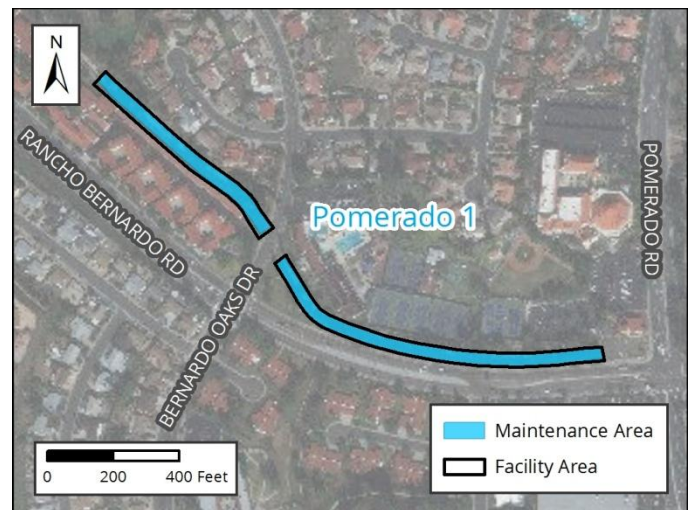 N
RANCHO BERNARDO RD
Pomerado 1
POMERADO RD
BERNARDO OAKS DR
Maintenance Area
Facility Area
0 200 400 Feet